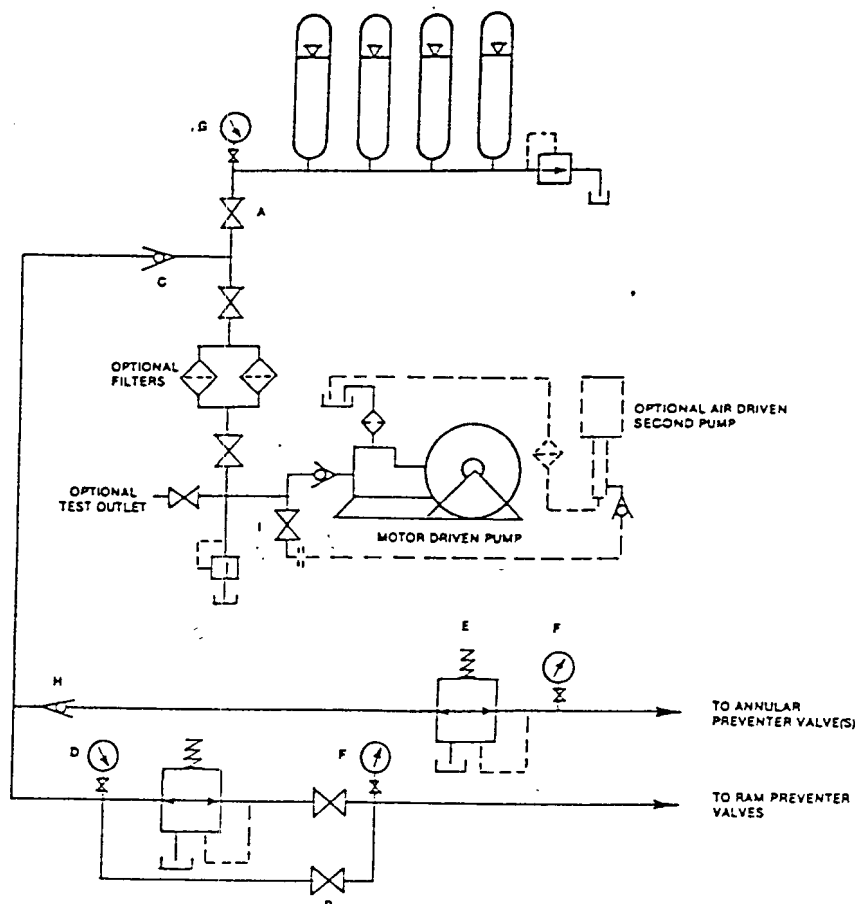 G
A
C
OPTIONAL
FILTERS
OPTIONAL AIR DRIVEN
SECOND PUMP
OPTIONAL
TEST OUTLET
I
MOTOR DRIVEN PUMP
E
F
H
TO ANNULAR
PREVENTER VALVE(S)
D
F
TO RAM PREVENTER
VALVES